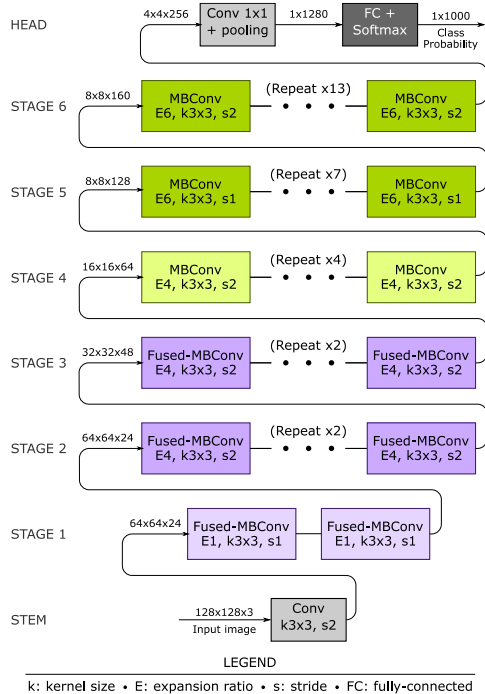 HEAD
4x4x256
Conv 1x1
+ pooling
1x1280
FC +
Softmax
1x1000
Class
Probability
STAGE 6
8x8x160
MBConv
E6, k3x3, s2
(Repeat x13)
MBConv
E6, k3x3, s2
STAGE 5
8x8x128
MBConv
E6, k3x3, s1
(Repeat x7)
MBConv
E6, k3x3, s1
STAGE 4
16x16x64
MBConv
E4, k3x3, s2
(Repeat x4)
MBConv
E4, k3x3, s2
STAGE 3
32x32x48
Fused-MBConv
E4, k3x3, s2
(Repeat x2)
Fused-MBConv
E4, k3x3, s2
STAGE 2
64x64x24
Fused-MBConv
E4, k3x3, s2
(Repeat x2)
Fused-MBConv
E4, k3x3, s2
STAGE 1
64x64x24
Fused-MBConv
E1, k3x3, s1
Fused-MBConv
E1, k3x3, s1
STEM
128x128x3
Input image
Conv
k3x3, s2
LEGEND
k: kernel size • E: expansion ratio • s: stride • FC: fully-connected